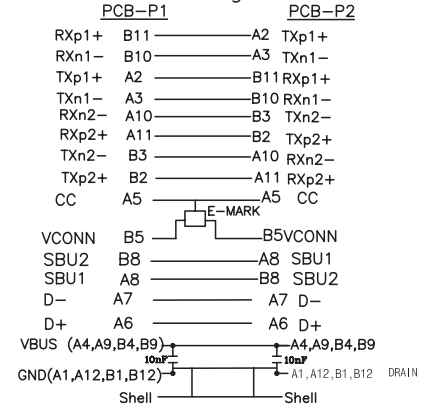 PCB-P1 PCB-P2
RXp1+ B11 A2 TXp1+
RXn1- B10 A3 TXn1-
TXp1+ A2 B11 RXp1+
TXn1- A3 B10 RXn1-
RXn2- A10 B3 TXn2-
RXp2+ A11 B2 TXp2+
TXn2- B3 A10 RXn2-
TXp2+ B2 A11 RXp2+
CC A5 A5 CC
E-MARK
VCONN B5 B5 VCONN
SBU2 B8 A8 SBU1
SBU1 A8 B8 SBU2
D- A7 A7 D-
D+ A6 A6 D+
VBUS (A4,A9,B4,B9) A4,A9,B4,B9
10nF 10nF
GND(A1,A12,B1,B12) A1,A12,B1,B12 DRAIN
Shell Shell